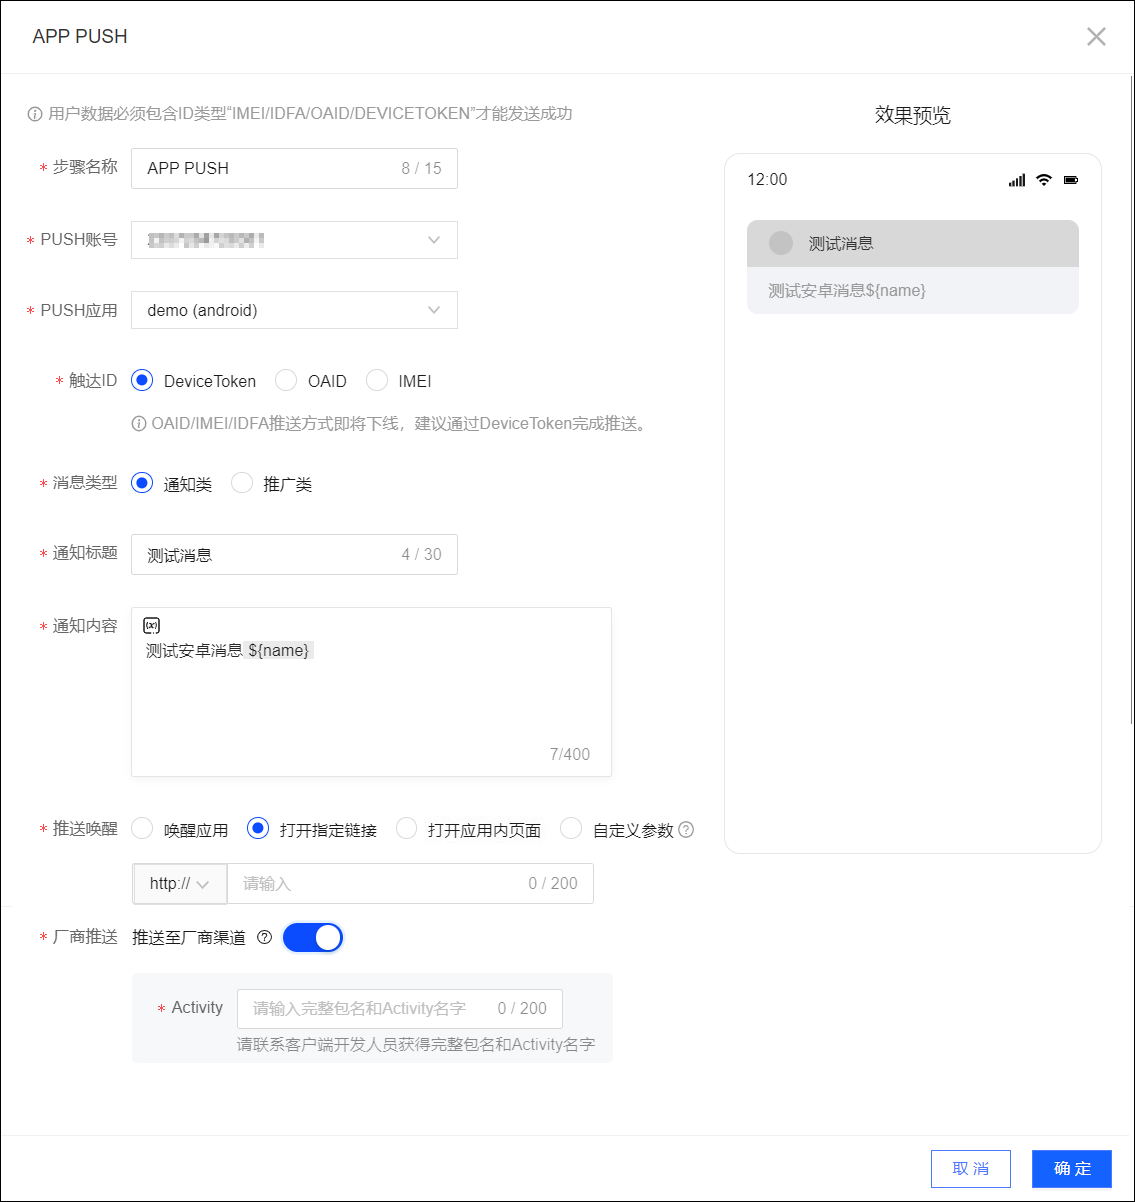 APP PUSH
用户数据必须包含ID类型“IMEI/IDFA/OAID/DEVICETOKEN”才能发送成功
* 步骤名称 APP PUSH 8 / 15
* PUSH账号
* PUSH应用 demo (android)
* 触达ID DeviceToken OAID IMEI
OAID/IMEI/IDFA推送方式即将下线，建议通过DeviceToken完成推送。
* 消息类型 通知类 推广类
* 通知标题 测试消息 4 / 30
* 通知内容 (x)
测试安卓消息 ${name}
7/400
* 推送唤醒 唤醒应用 打开指定链接 打开应用内页面 自定义参数 ?
http:// 请输入 0 / 200
* 厂商推送 推送至厂商渠道 ?
* Activity 请输入完整包名和Activity名字 0 / 200
请联系客户端开发人员获得完整包名和Activity名字
效果预览
12:00
测试消息
测试安卓消息${name}
取 消 确 定